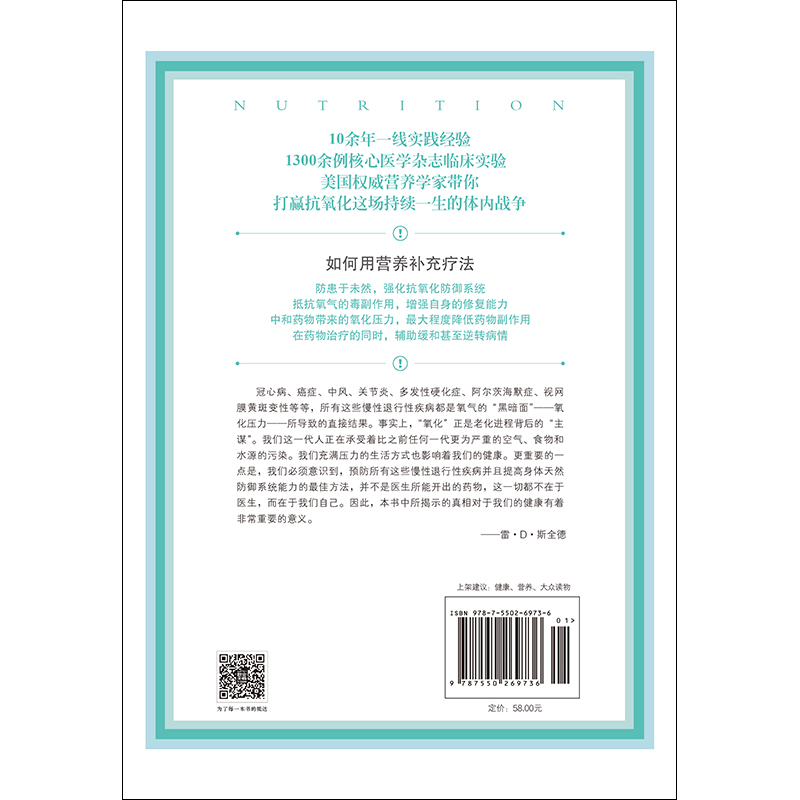 NUTRITION
10余年一线实践经验
1300余例核心医学杂志临床实验
美国权威营养学家带你
打赢抗氧化这场持续一生的体内战争
如何用营养补充疗法
防患于未然，强化抗氧化防御系统
抵抗氧气的毒副作用，增强自身的修复能力
中和药物带来的氧化压力，最大程度降低药物副作用
在药物治疗的同时，辅助缓和甚至逆转病情
冠心病、癌症、中风、关节炎、多发性硬化症、阿尔茨海默症、视网
膜黄斑变性等等，所有这些慢性退行性疾病都是氧气的“黑暗面”——氧
化压力——所导致的直接结果。事实上，“氧化”正是老化进程背后的“主
谋”。我们这一代人正在承受着比之前任何一代更为严重的空气、食物和
水源的污染。我们充满压力的生活方式也影响着我们的健康。更重要的一
点是，我们必须意识到，预防所有这些慢性退行性疾病并且提高身体天然
防御系统能力的最佳方法，并不是医生所能开出的药物，这一切都不在于
医生，而在于我们自己。因此，本书中所揭示的真相对于我们的健康有着
非常重要的意义。
——雷·D·斯全德
上架建议：健康、营养、大众读物
ISBN 978-7-5502-6973-6
01>
9 787550 269736
定价：58.00元
为了每一本书的抵达